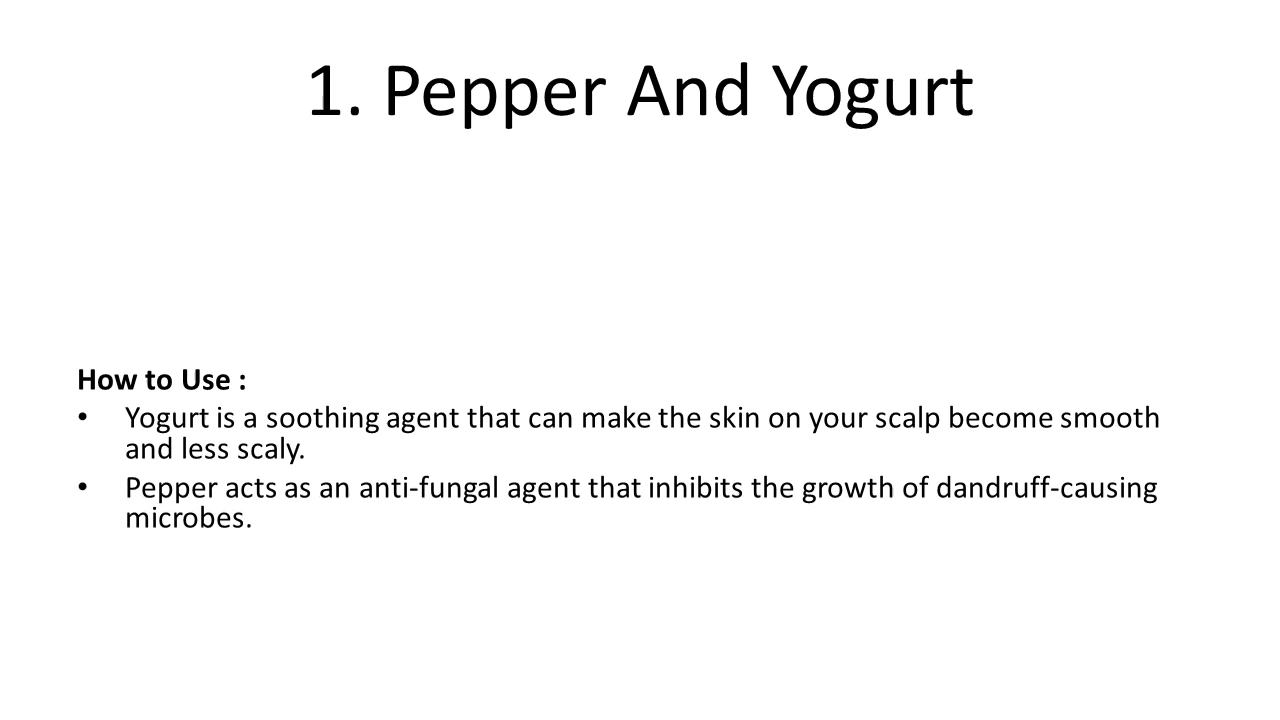 1. Pepper And Yogurt
How to Use :
• Yogurt is a soothing agent that can make the skin on your scalp become smooth
and less scaly.
• Pepper acts as an anti-fungal agent that inhibits the growth of dandruff-causing
microbes.